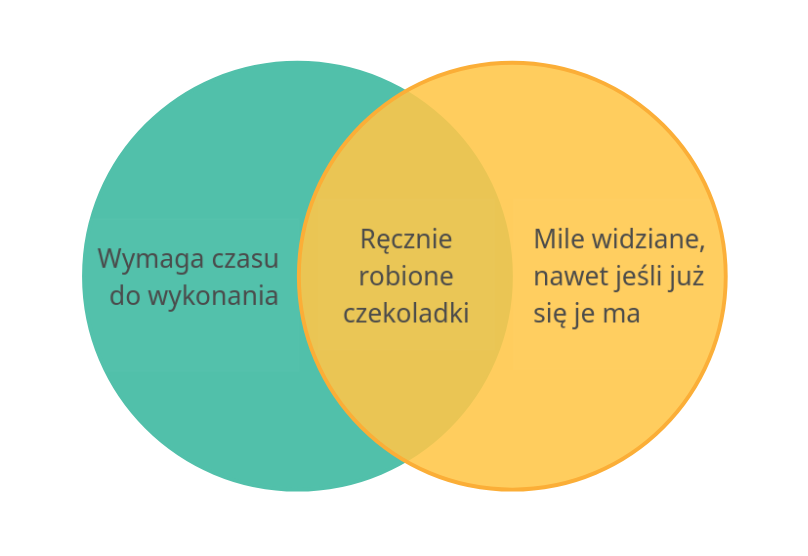 Wymaga czasu
do wykonania
Ręcznie
robione
czekoladki
Mile widziane,
nawet jeśli już
się je ma